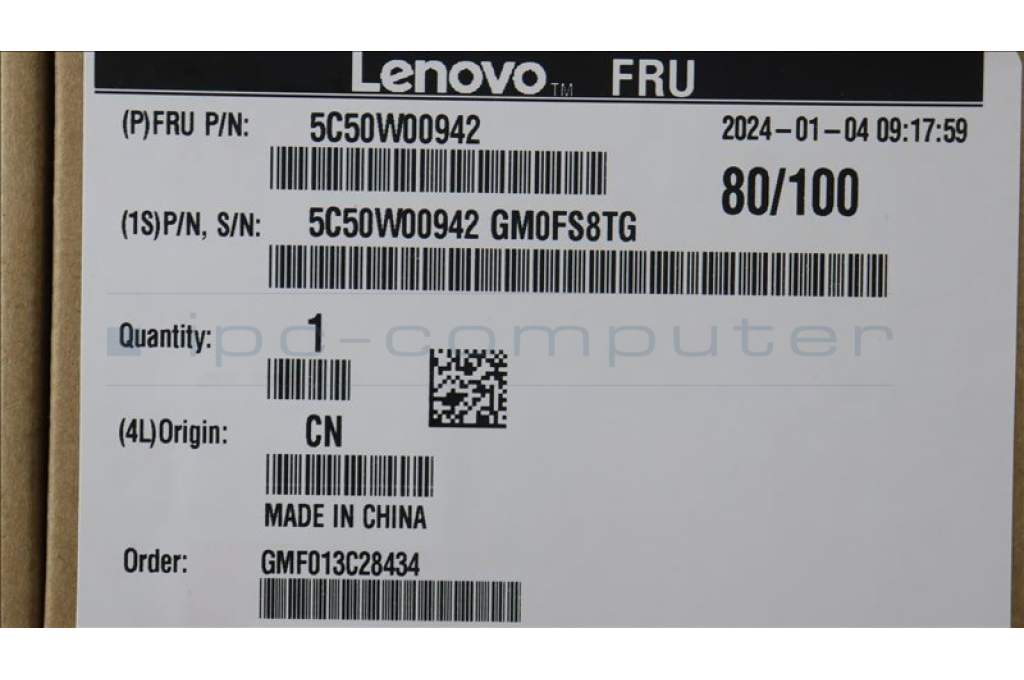 Lenovo™ FRU
(P)FRU P/N: 5C50W00942 2024-01-04 09:17:59
80/100
(1S)P/N, S/N: 5C50W00942 GM0FS8TG
ipc-computer
Quantity: 1
(4L)Origin: CN
MADE IN CHINA
Order: GMF013C28434